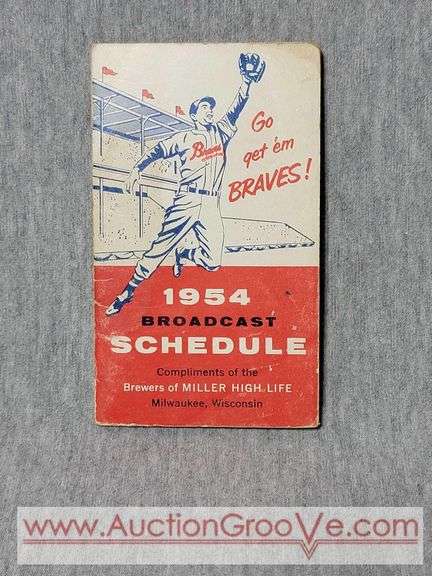 Go
get 'em
BRAVES!
Braves
1954
BROADCAST
SCHEDULE
Compliments of the
Brewers of MILLER HIGH LIFE
Milwaukee, Wisconsin
www.AuctionGrooVe.com